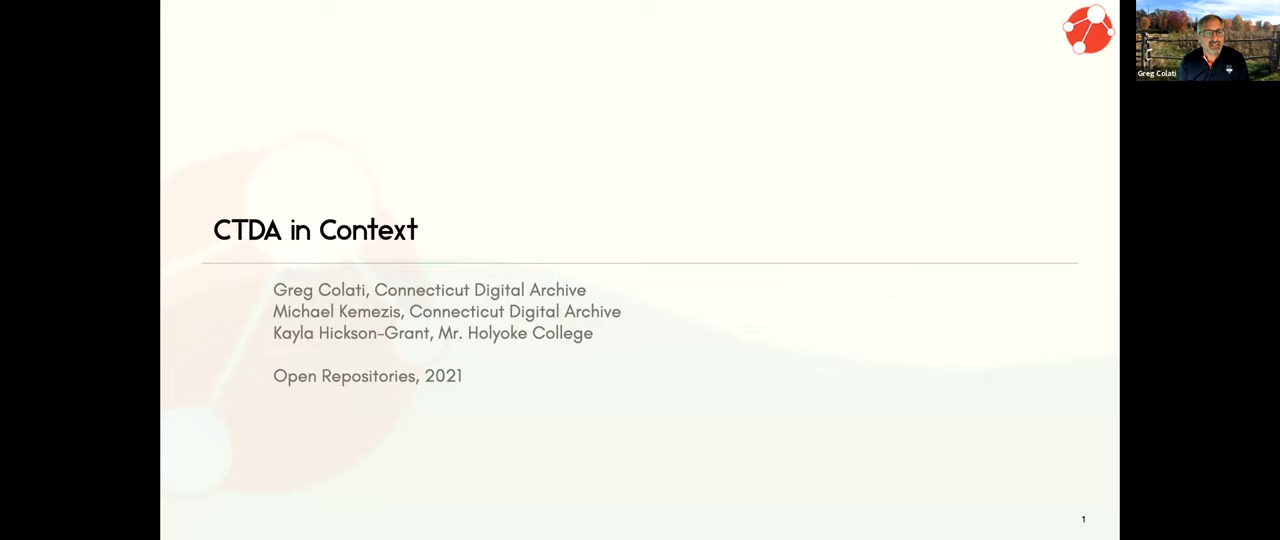 CTDA in Context
Greg Colati, Connecticut Digital Archive
Michael Kemezis, Connecticut Digital Archive
Kayla Hickson-Grant, Mr. Holyoke College
Open Repositories, 2021
1
Greg Colati